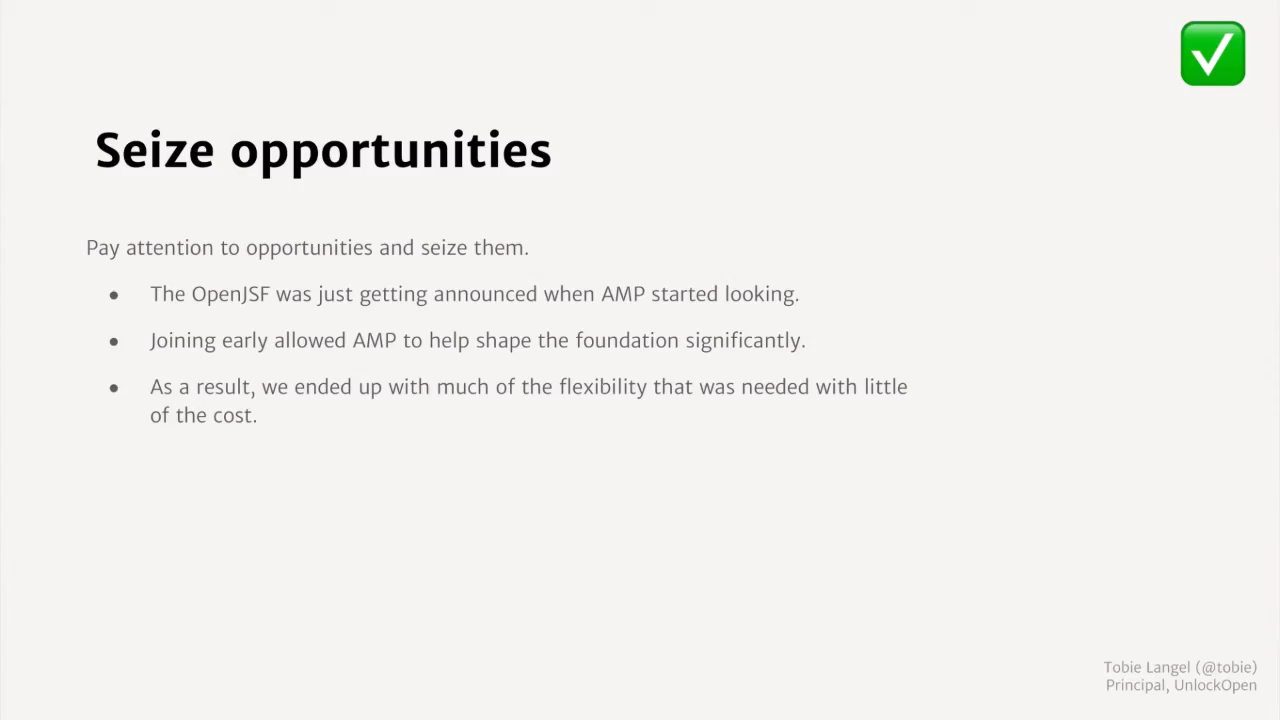 Seize opportunities
Pay attention to opportunities and seize them.
● The OpenJSF was just getting announced when AMP started looking.
● Joining early allowed AMP to help shape the foundation significantly.
● As a result, we ended up with much of the flexibility that was needed with little
of the cost.
Tobie Langel (@tobie)
Principal, UnlockOpen